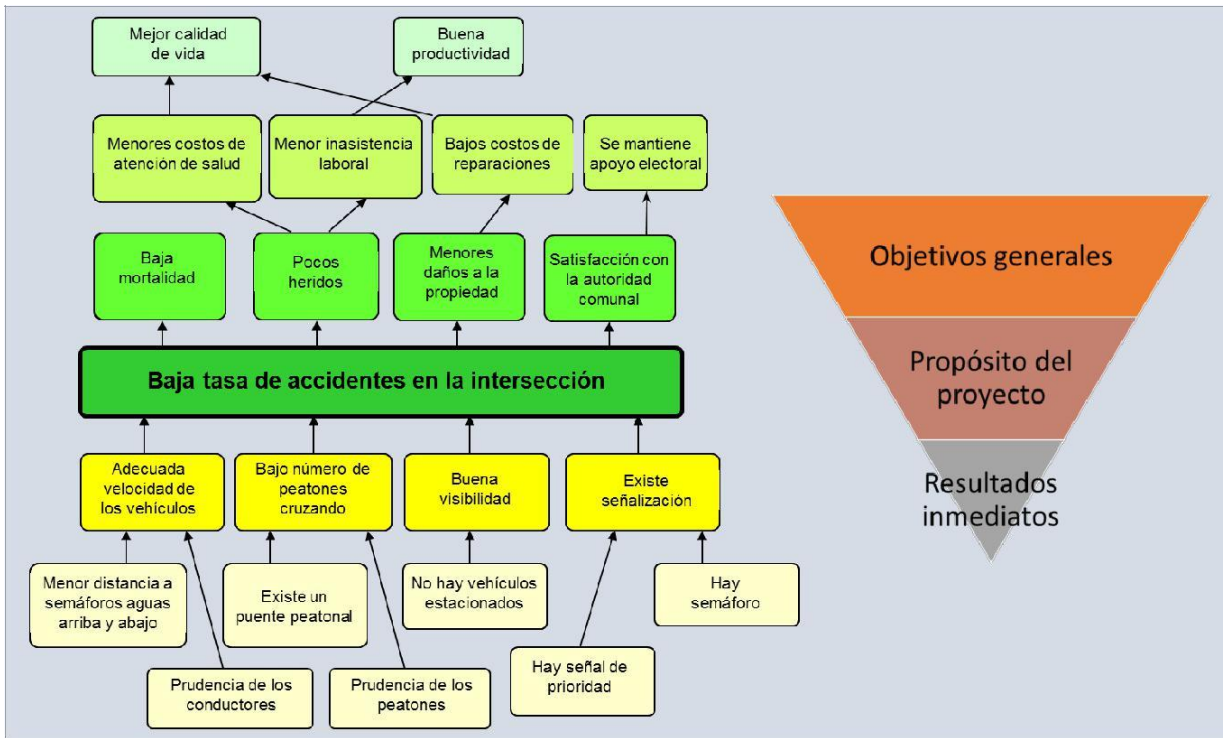 Mejor calidad
de vida
Buena
productividad
Menores costos de
atención de salud
Menor inasistencia
laboral
Bajos costos de
reparaciones
Se mantiene
apoyo electoral
Baja
mortalidad
Pocos
heridos
Menores
daños a la
propiedad
Satisfacción con
la autoridad
comunal
Baja tasa de accidentes en la intersección
Adecuada
velocidad de
los vehículos
Bajo número de
peatones
cruzando
Buena
visibilidad
Existe
señalización
Menor distancia a
semáforos aguas
arriba y abajo
Existe un
puente peatonal
No hay vehículos
estacionados
Hay
semáforo
Prudencia de los
conductores
Prudencia de los
peatones
Hay señal de
prioridad
Objetivos generales
Propósito del
proyecto
Resultados
inmediatos